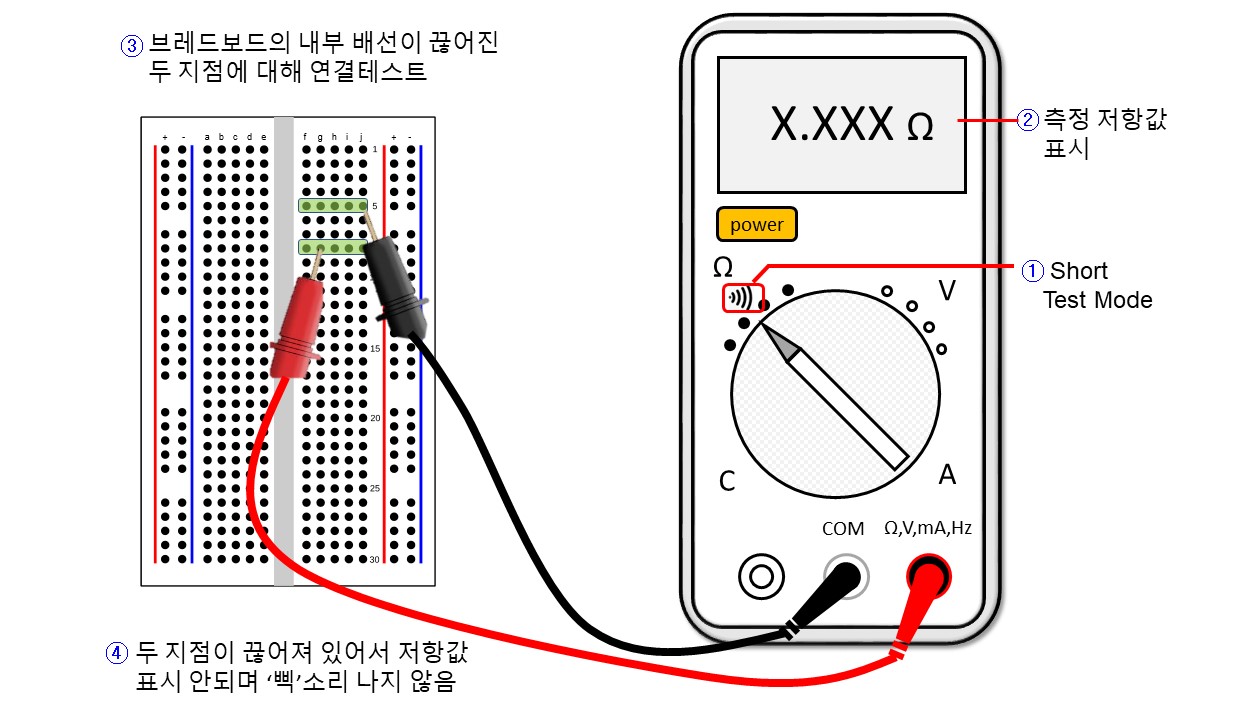 ③ 브레드보드의 내부 배선이 끊어진
두 지점에 대해 연결테스트
+ - a b c d e f g h i j + -
1
5
15
20
25
30
X.XXX Ω
② 측정 저항값
표시
power
Ω
① Short
Test Mode
V
C
A
COM Ω,V,mA,Hz
④ 두 지점이 끊어져 있어서 저항값
표시 안되며 ‘삑’소리 나지 않음